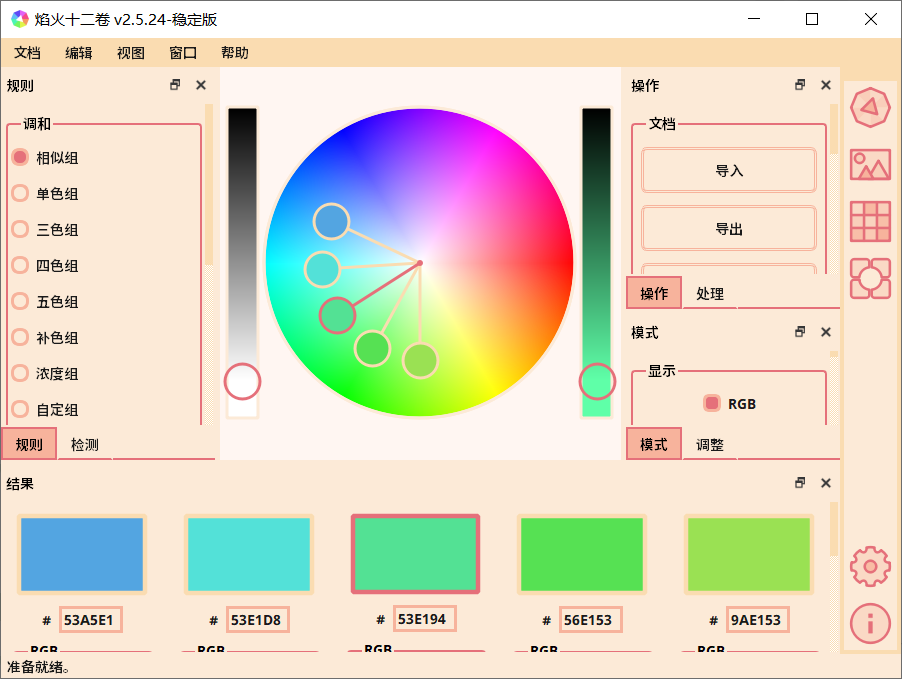 焰火十二卷 v2.5.24-稳定版
文档 编辑 视图 窗口 帮助
规则
调和
相似组
单色组
三色组
四色组
五色组
补色组
浓度组
自定组
规则 检测
操作
文档
导入
导出
操作 处理
模式
显示
RGB
模式 调整
结果
# 53A5E1 # 53E1D8 # 53E194 # 56E153 # 9AE153
RGB RGB RGB RGB RGB
准备就绪。